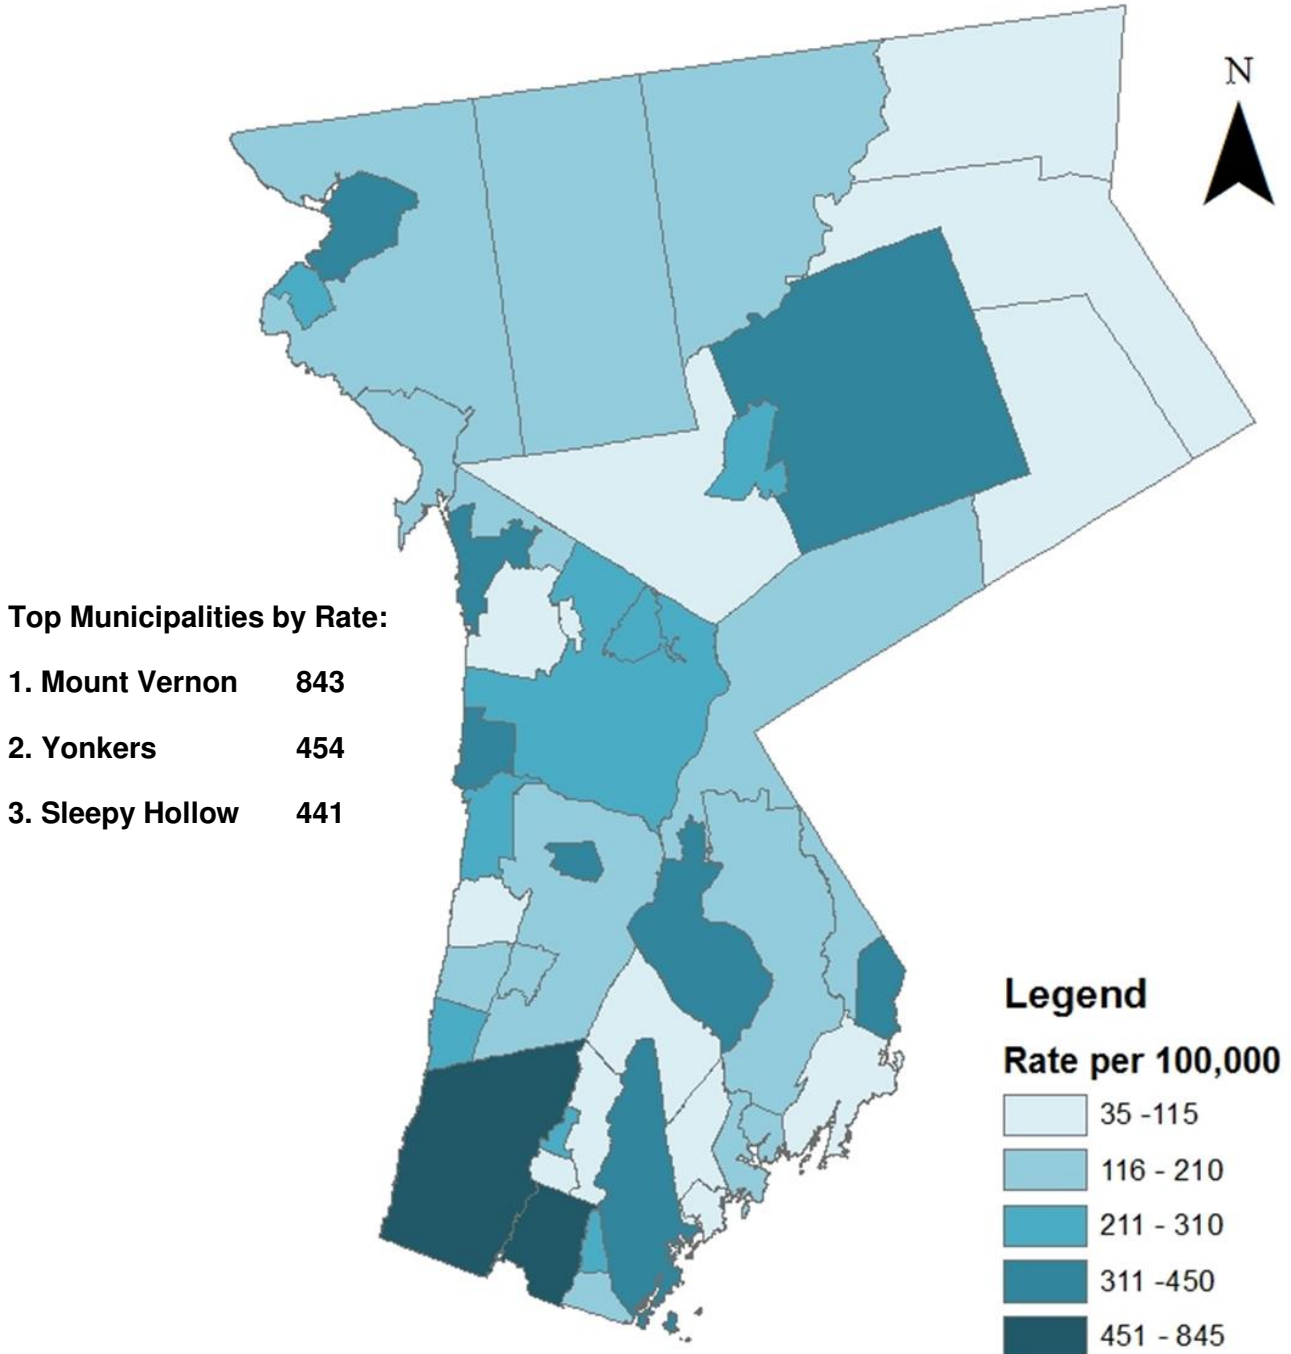 N
Top Municipalities by Rate:
1. Mount Vernon 843
2. Yonkers 454
3. Sleepy Hollow 441
Legend
Rate per 100,000
35 -115
116 - 210
211 - 310
311 -450
451 - 845